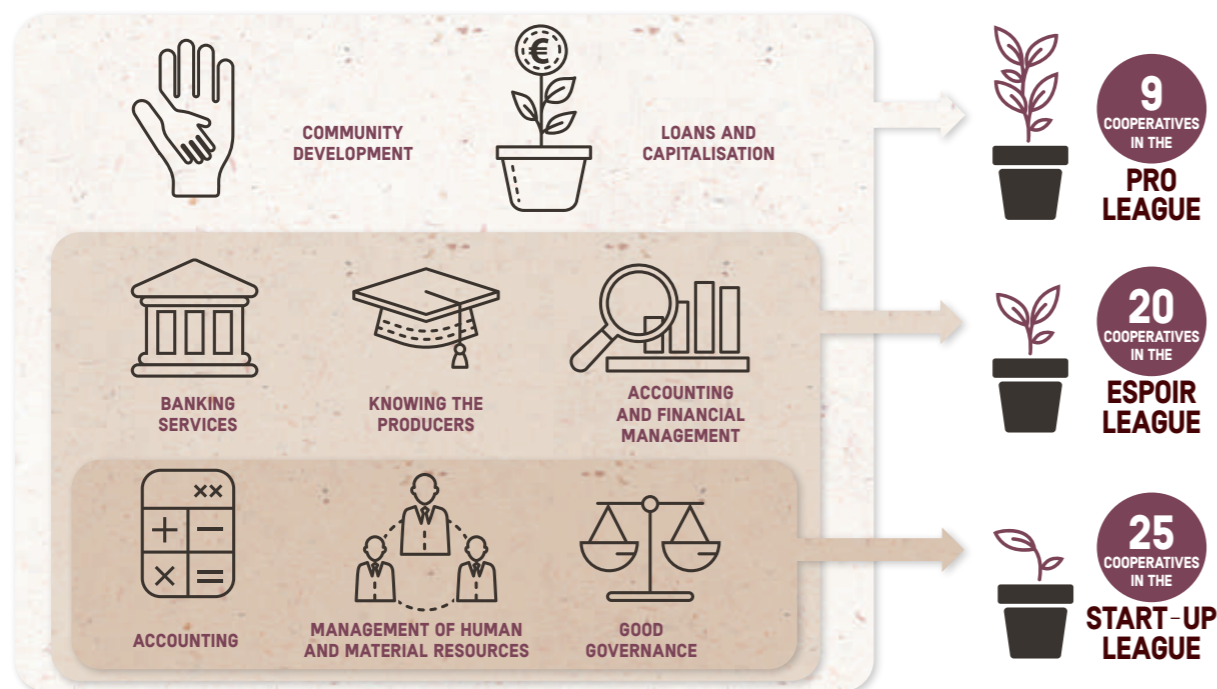 €
COMMUNITY
DEVELOPMENT
LOANS AND
CAPITALISATION
9
COOPERATIVES
IN THE
PRO
LEAGUE
BANKING
SERVICES
KNOWING THE
PRODUCERS
ACCOUNTING
AND FINANCIAL
MANAGEMENT
20
COOPERATIVES
IN THE
ESPOIR
LEAGUE
ACCOUNTING
MANAGEMENT OF HUMAN
AND MATERIAL RESOURCES
GOOD
GOVERNANCE
25
COOPERATIVES
IN THE
START-UP
LEAGUE